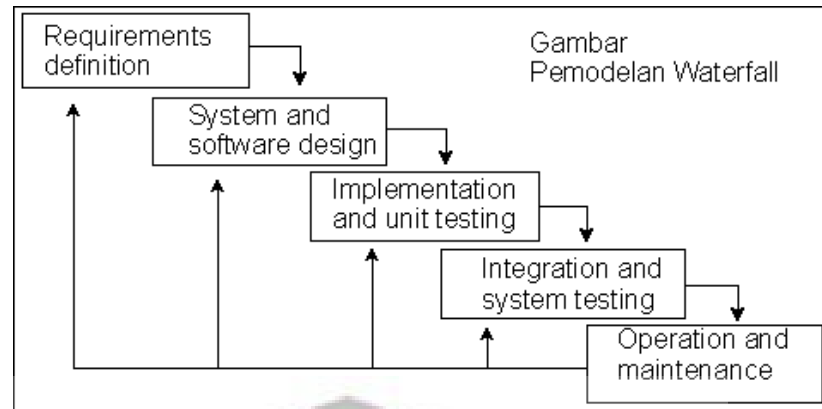 Requirements
definition
Gambar
Pemodelan Waterfall
System and
software design
Implementation
and unit testing
Integration and
system testing
Operation and
maintenance